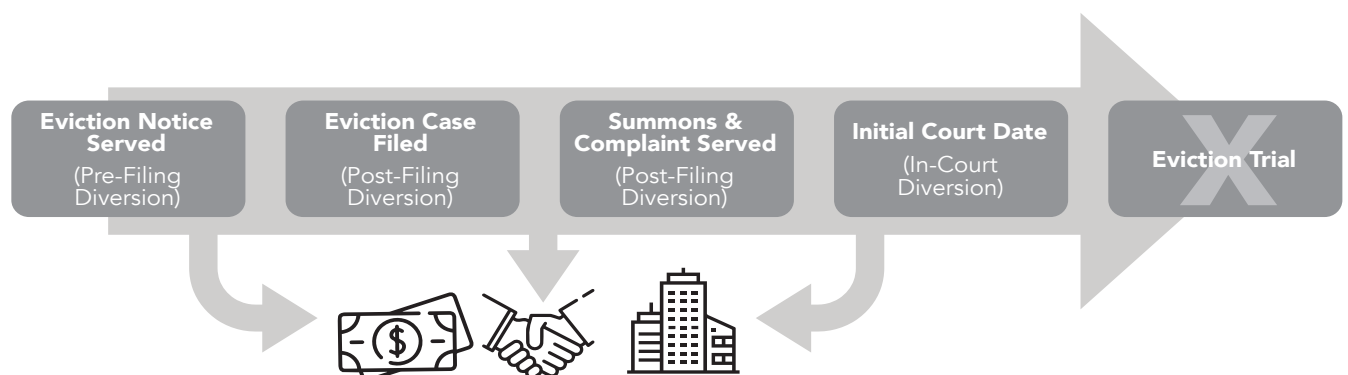 Eviction Notice
Served
(Pre-Filing
Diversion)
Eviction Case
Filed
(Post-Filing
Diversion)
Summons &
Complaint Served
(Post-Filing
Diversion)
Initial Court Date
(In-Court
Diversion)
Eviction Trial
X
$